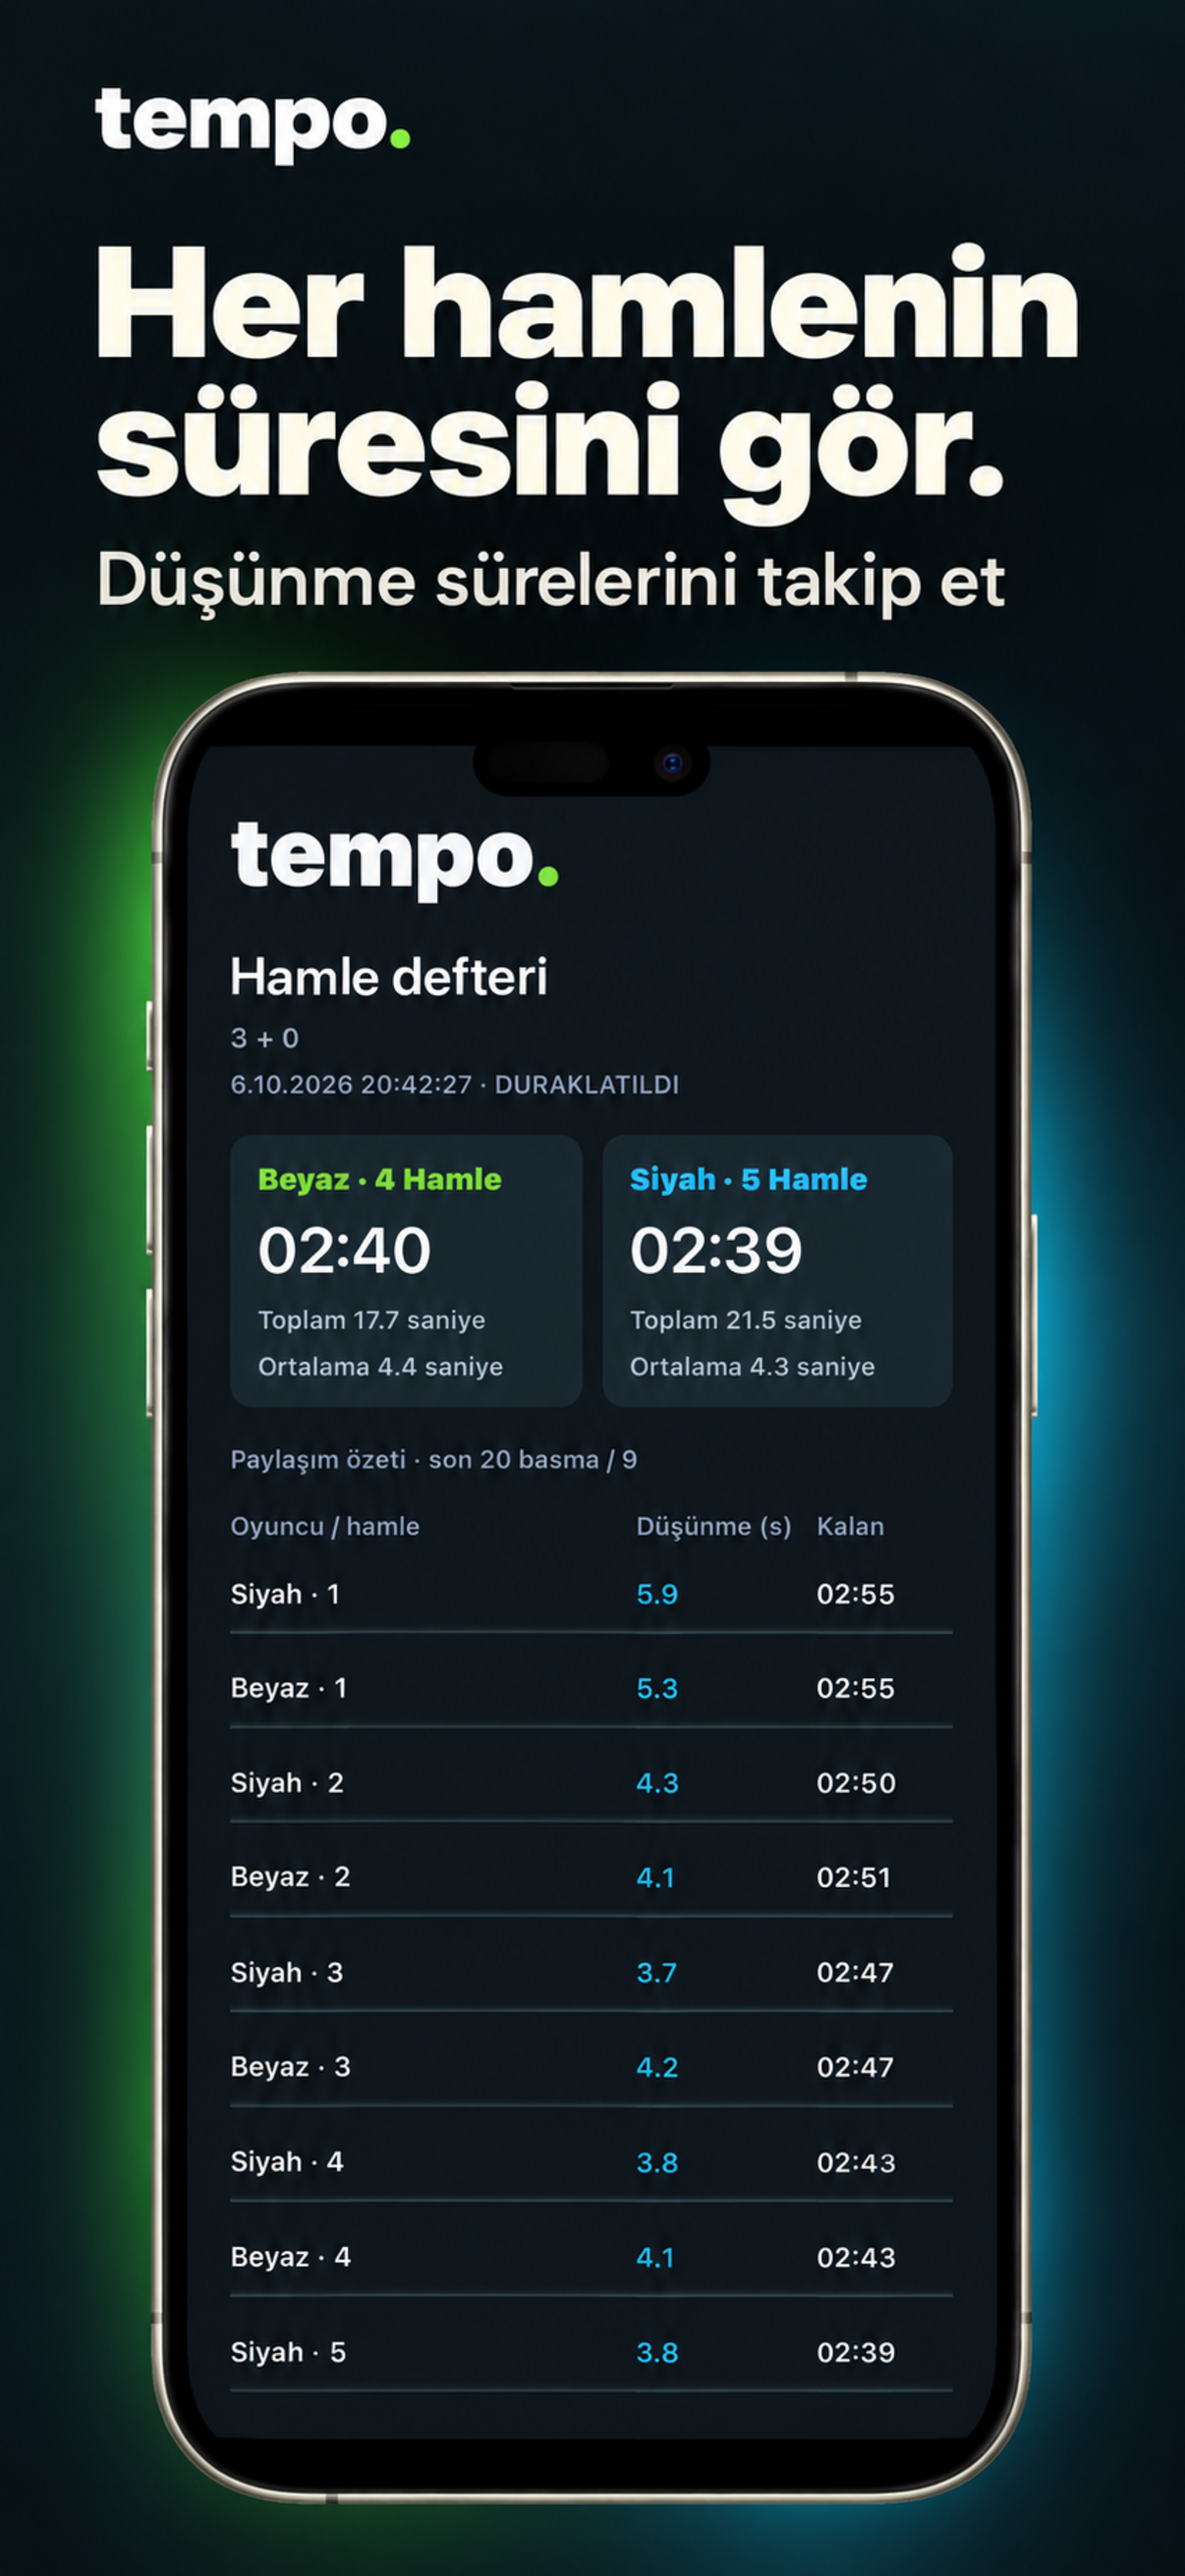 tempo.
Her hamlenin
süresini gör.
Düşünme sürelerini takip et
tempo.
Hamle defteri
3 + 0
6.10.2026 20:42:27 · DURAKLATILDI
Beyaz · 4 Hamle
02:40
Toplam 17.7 saniye
Ortalama 4.4 saniye
Siyah · 5 Hamle
02:39
Toplam 21.5 saniye
Ortalama 4.3 saniye
Paylaşım özeti · son 20 basma / 9
Oyuncu / hamle Düşünme (s) Kalan
Siyah · 1 5.9 02:55
Beyaz · 1 5.3 02:55
Siyah · 2 4.3 02:50
Beyaz · 2 4.1 02:51
Siyah · 3 3.7 02:47
Beyaz · 3 4.2 02:47
Siyah · 4 3.8 02:43
Beyaz · 4 4.1 02:43
Siyah · 5 3.8 02:39